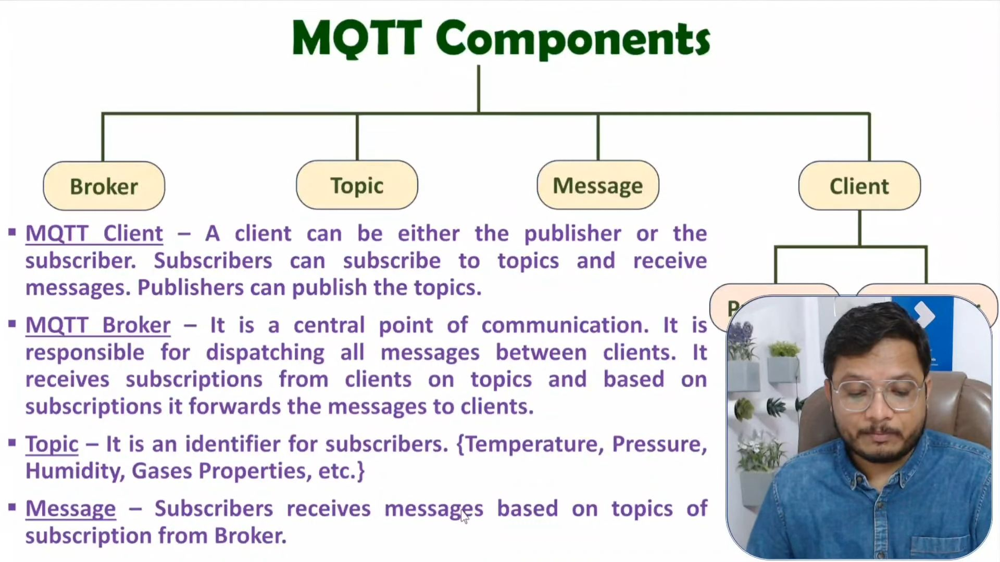 MQTT Components
Broker
Topic
Message
Client
▪ MQTT Client – A client can be either the publisher or the
subscriber. Subscribers can subscribe to topics and receive
messages. Publishers can publish the topics.
▪ MQTT Broker – It is a central point of communication. It is
responsible for dispatching all messages between clients. It
receives subscriptions from clients on topics and based on
subscriptions it forwards the messages to clients.
▪ Topic – It is an identifier for subscribers. {Temperature, Pressure,
Humidity, Gases Properties, etc.}
▪ Message – Subscribers receives messages based on topics of
subscription from Broker.